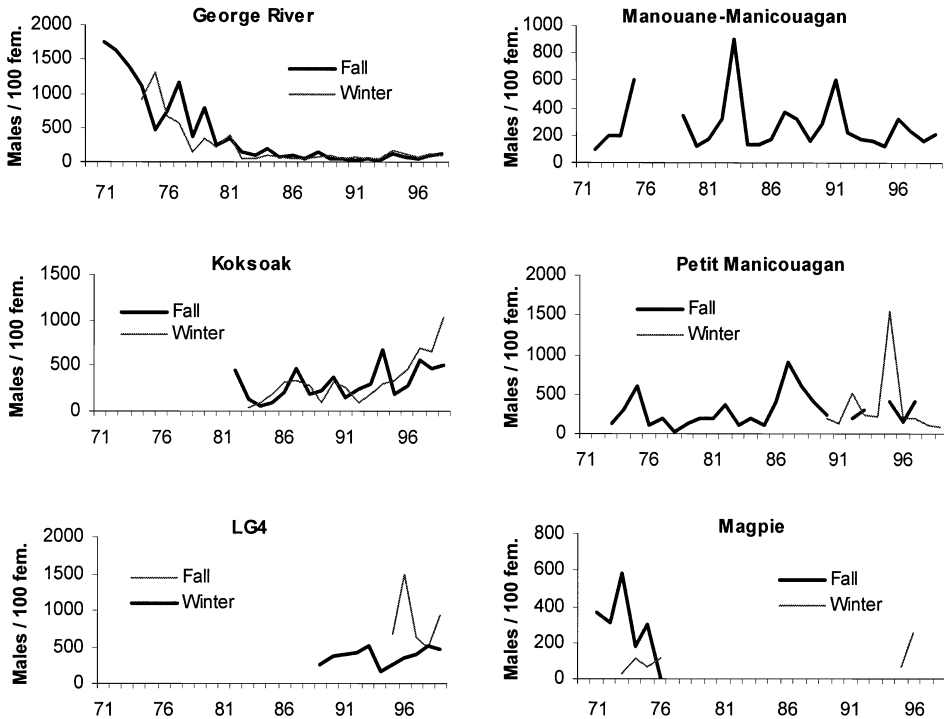 George River
Males / 100 fem.
2000
1500
1000
500
0
Fall
Winter
71 76 81 86 91 96
Manouane-Manicouagan
Males / 100 fem.
1000
800
600
400
200
0
71 76 81 86 91 96
Koksoak
Males / 100 fem.
1500
1000
500
0
Fall
Winter
71 76 81 86 91 96
Petit Manicouagan
Males / 100 fem.
2000
1500
1000
500
0
Fall
Winter
71 76 81 86 91 96
LG4
Males / 100 fem.
2000
1500
1000
500
0
Fall
Winter
71 76 81 86 91 96
Magpie
Males / 100 fem.
800
600
400
200
0
Fall
Winter
71 76 81 86 91 96